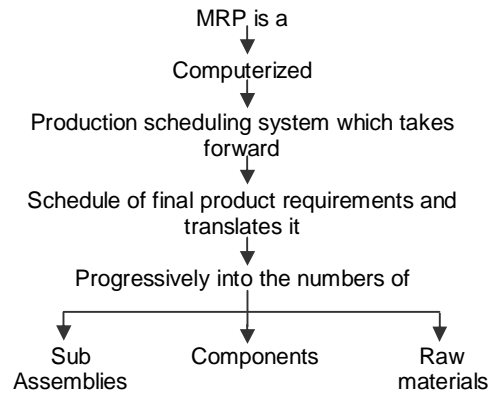 MRP is a
Computerized
Production scheduling system which takes
forward
Schedule of final product requirements and
translates it
Progressively into the numbers of
Sub
Assemblies
Components
Raw
materials